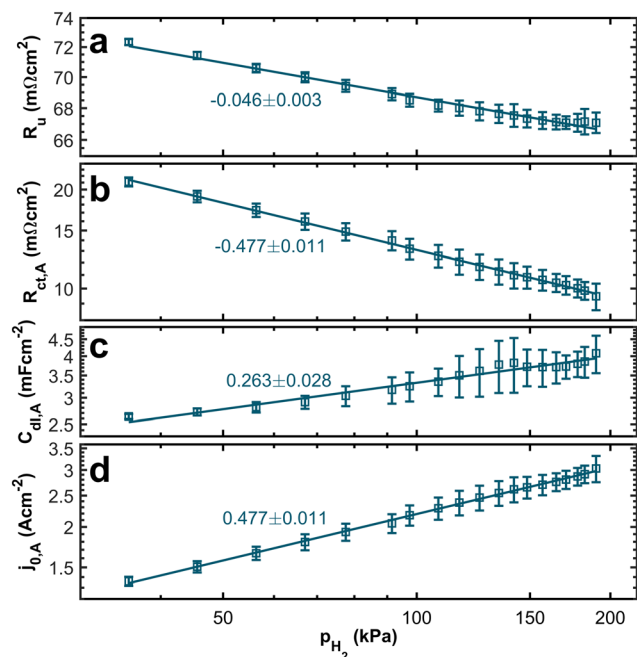 a
74
72
70
68
66
R_u (mΩcm²)
-0.046±0.003
b
20
15
10
R_ct,A (mΩcm²)
-0.477±0.011
c
4.5
4
3.5
3
2.5
C_dl,A (mFcm⁻²)
0.263±0.028
d
3.5
3
2.5
2
1.5
j_0,A (Acm⁻²)
0.477±0.011
50
100
150
200
p_H₂ (kPa)